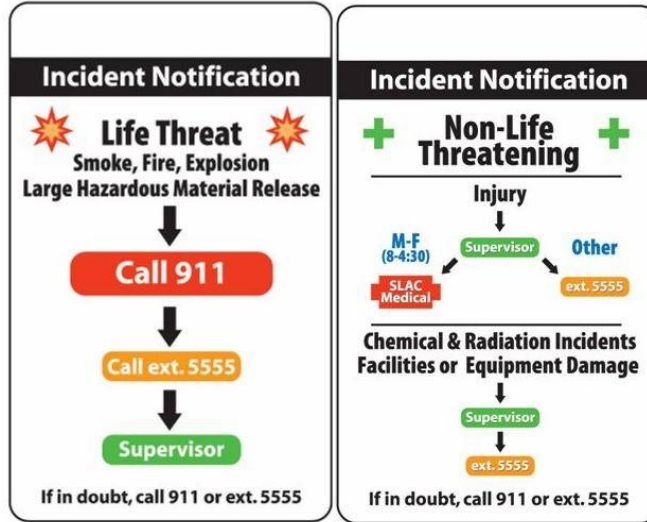 Incident Notification
Life Threat
Smoke, Fire, Explosion
Large Hazardous Material Release
Call 911
Call ext. 5555
Supervisor
If in doubt, call 911 or ext. 5555
Incident Notification
Non-Life
Threatening
Injury
M-F
(8-4:30)
Supervisor
Other
SLAC
Medical
ext. 5555
Chemical & Radiation Incidents
Facilities or Equipment Damage
Supervisor
ext. 5555
If in doubt, call 911 or ext. 5555